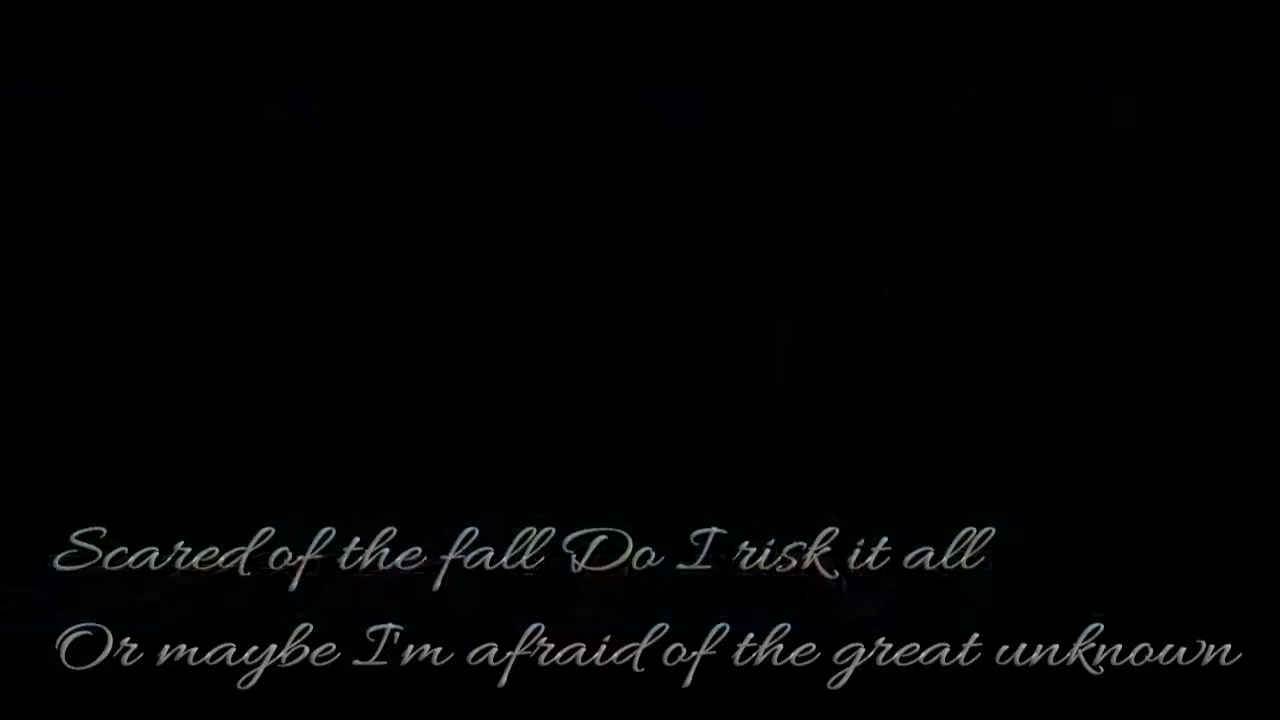 Scared of the fall Do I risk it all
Or maybe I'm afraid of the great unknown